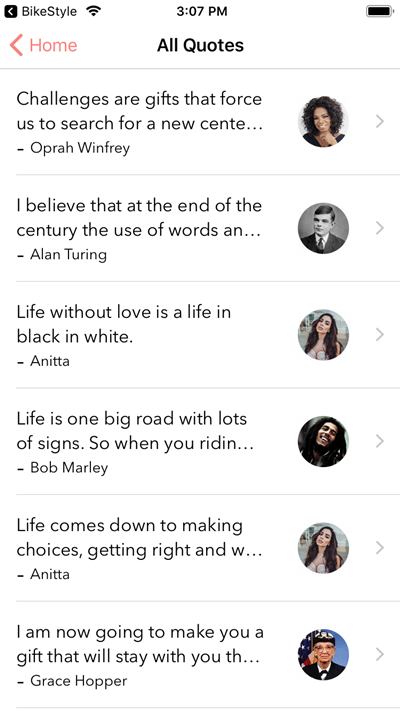 BikeStyle
3:07 PM
Home
All Quotes
Challenges are gifts that force
us to search for a new cente…
– Oprah Winfrey
I believe that at the end of the
century the use of words an…
– Alan Turing
Life without love is a life in
black in white.
– Anitta
Life is one big road with lots
of signs. So when you ridin…
– Bob Marley
Life comes down to making
choices, getting right and w…
– Anitta
I am now going to make you a
gift that will stay with you th…
– Grace Hopper